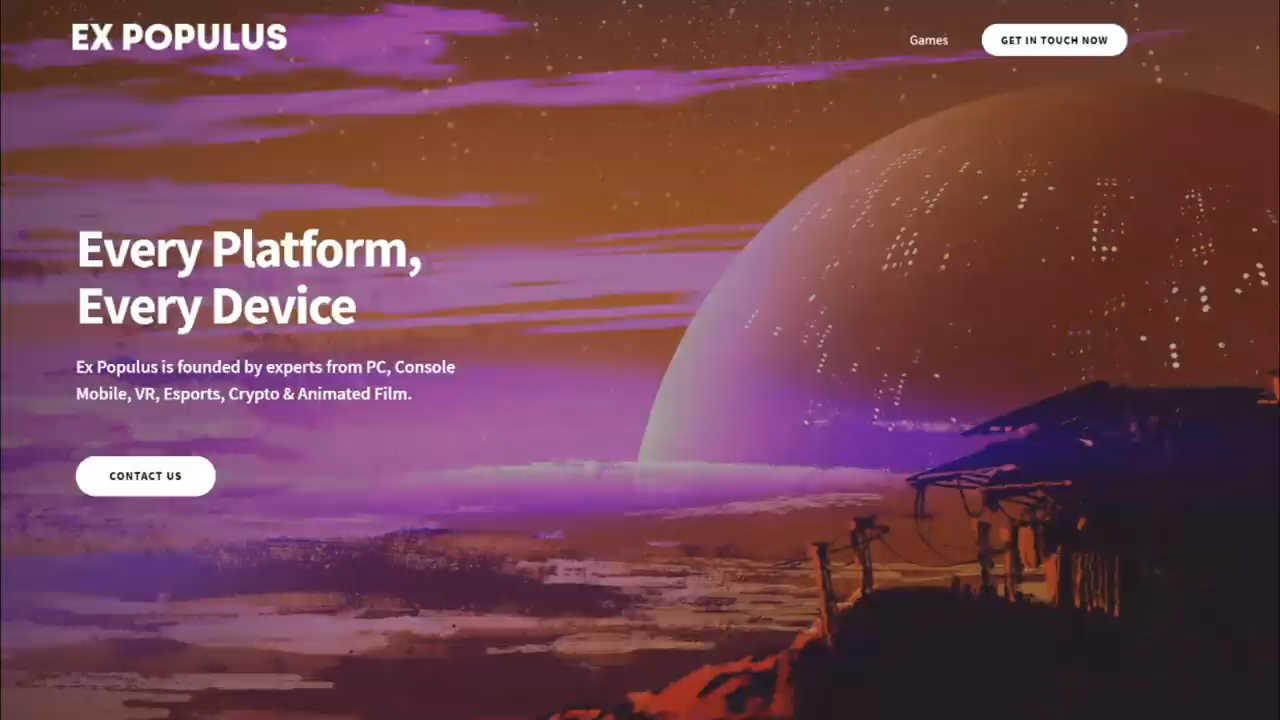 EX POPULUS
Games
GET IN TOUCH NOW
Every Platform,
Every Device
Ex Populus is founded by experts from PC, Console
Mobile, VR, Esports, Crypto & Animated Film.
CONTACT US